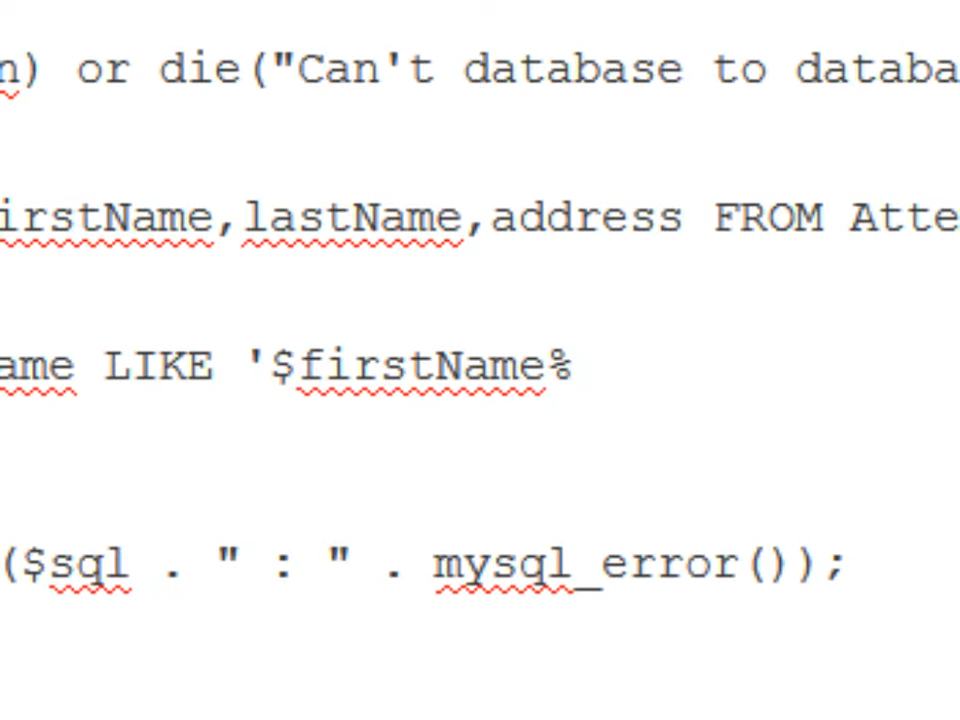 n) or die("Can't database to databa
irstName,lastName,address FROM Atte
ame LIKE '$firstName%
($sql . " : " . mysql_error());